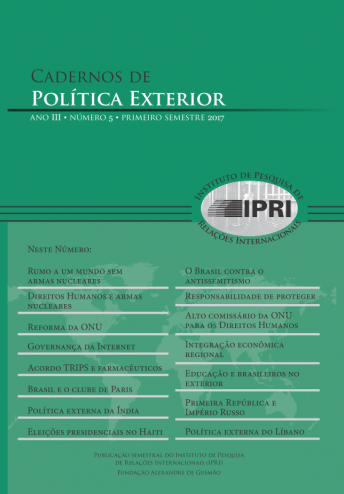 Cadernos de
Política Exterior
ano III • número 5 • primeiro semestre 2017
Instituto de Pesquisa de
IPRI
Relações Internacionais
Neste Número:
Rumo a um mundo sem
armas nucleares
Direitos Humanos e armas
nucleares
Reforma da ONU
Governança da Internet
Acordo TRIPS e farmacêuticos
Brasil e o clube de Paris
Política externa da Índia
Eleições presidenciais no Haiti
O Brasil contra o
antissemitismo
Responsabilidade de proteger
Alto comissário da ONU
para os Direitos Humanos
Integração econômica
regional
Educação e brasileiros no
exterior
Primeira República e
Império Russo
Política externa do Líbano
Publicação semestral do Instituto de Pesquisa
de Relações Internacionais (IPRI)
Fundação Alexandre de Gusmão